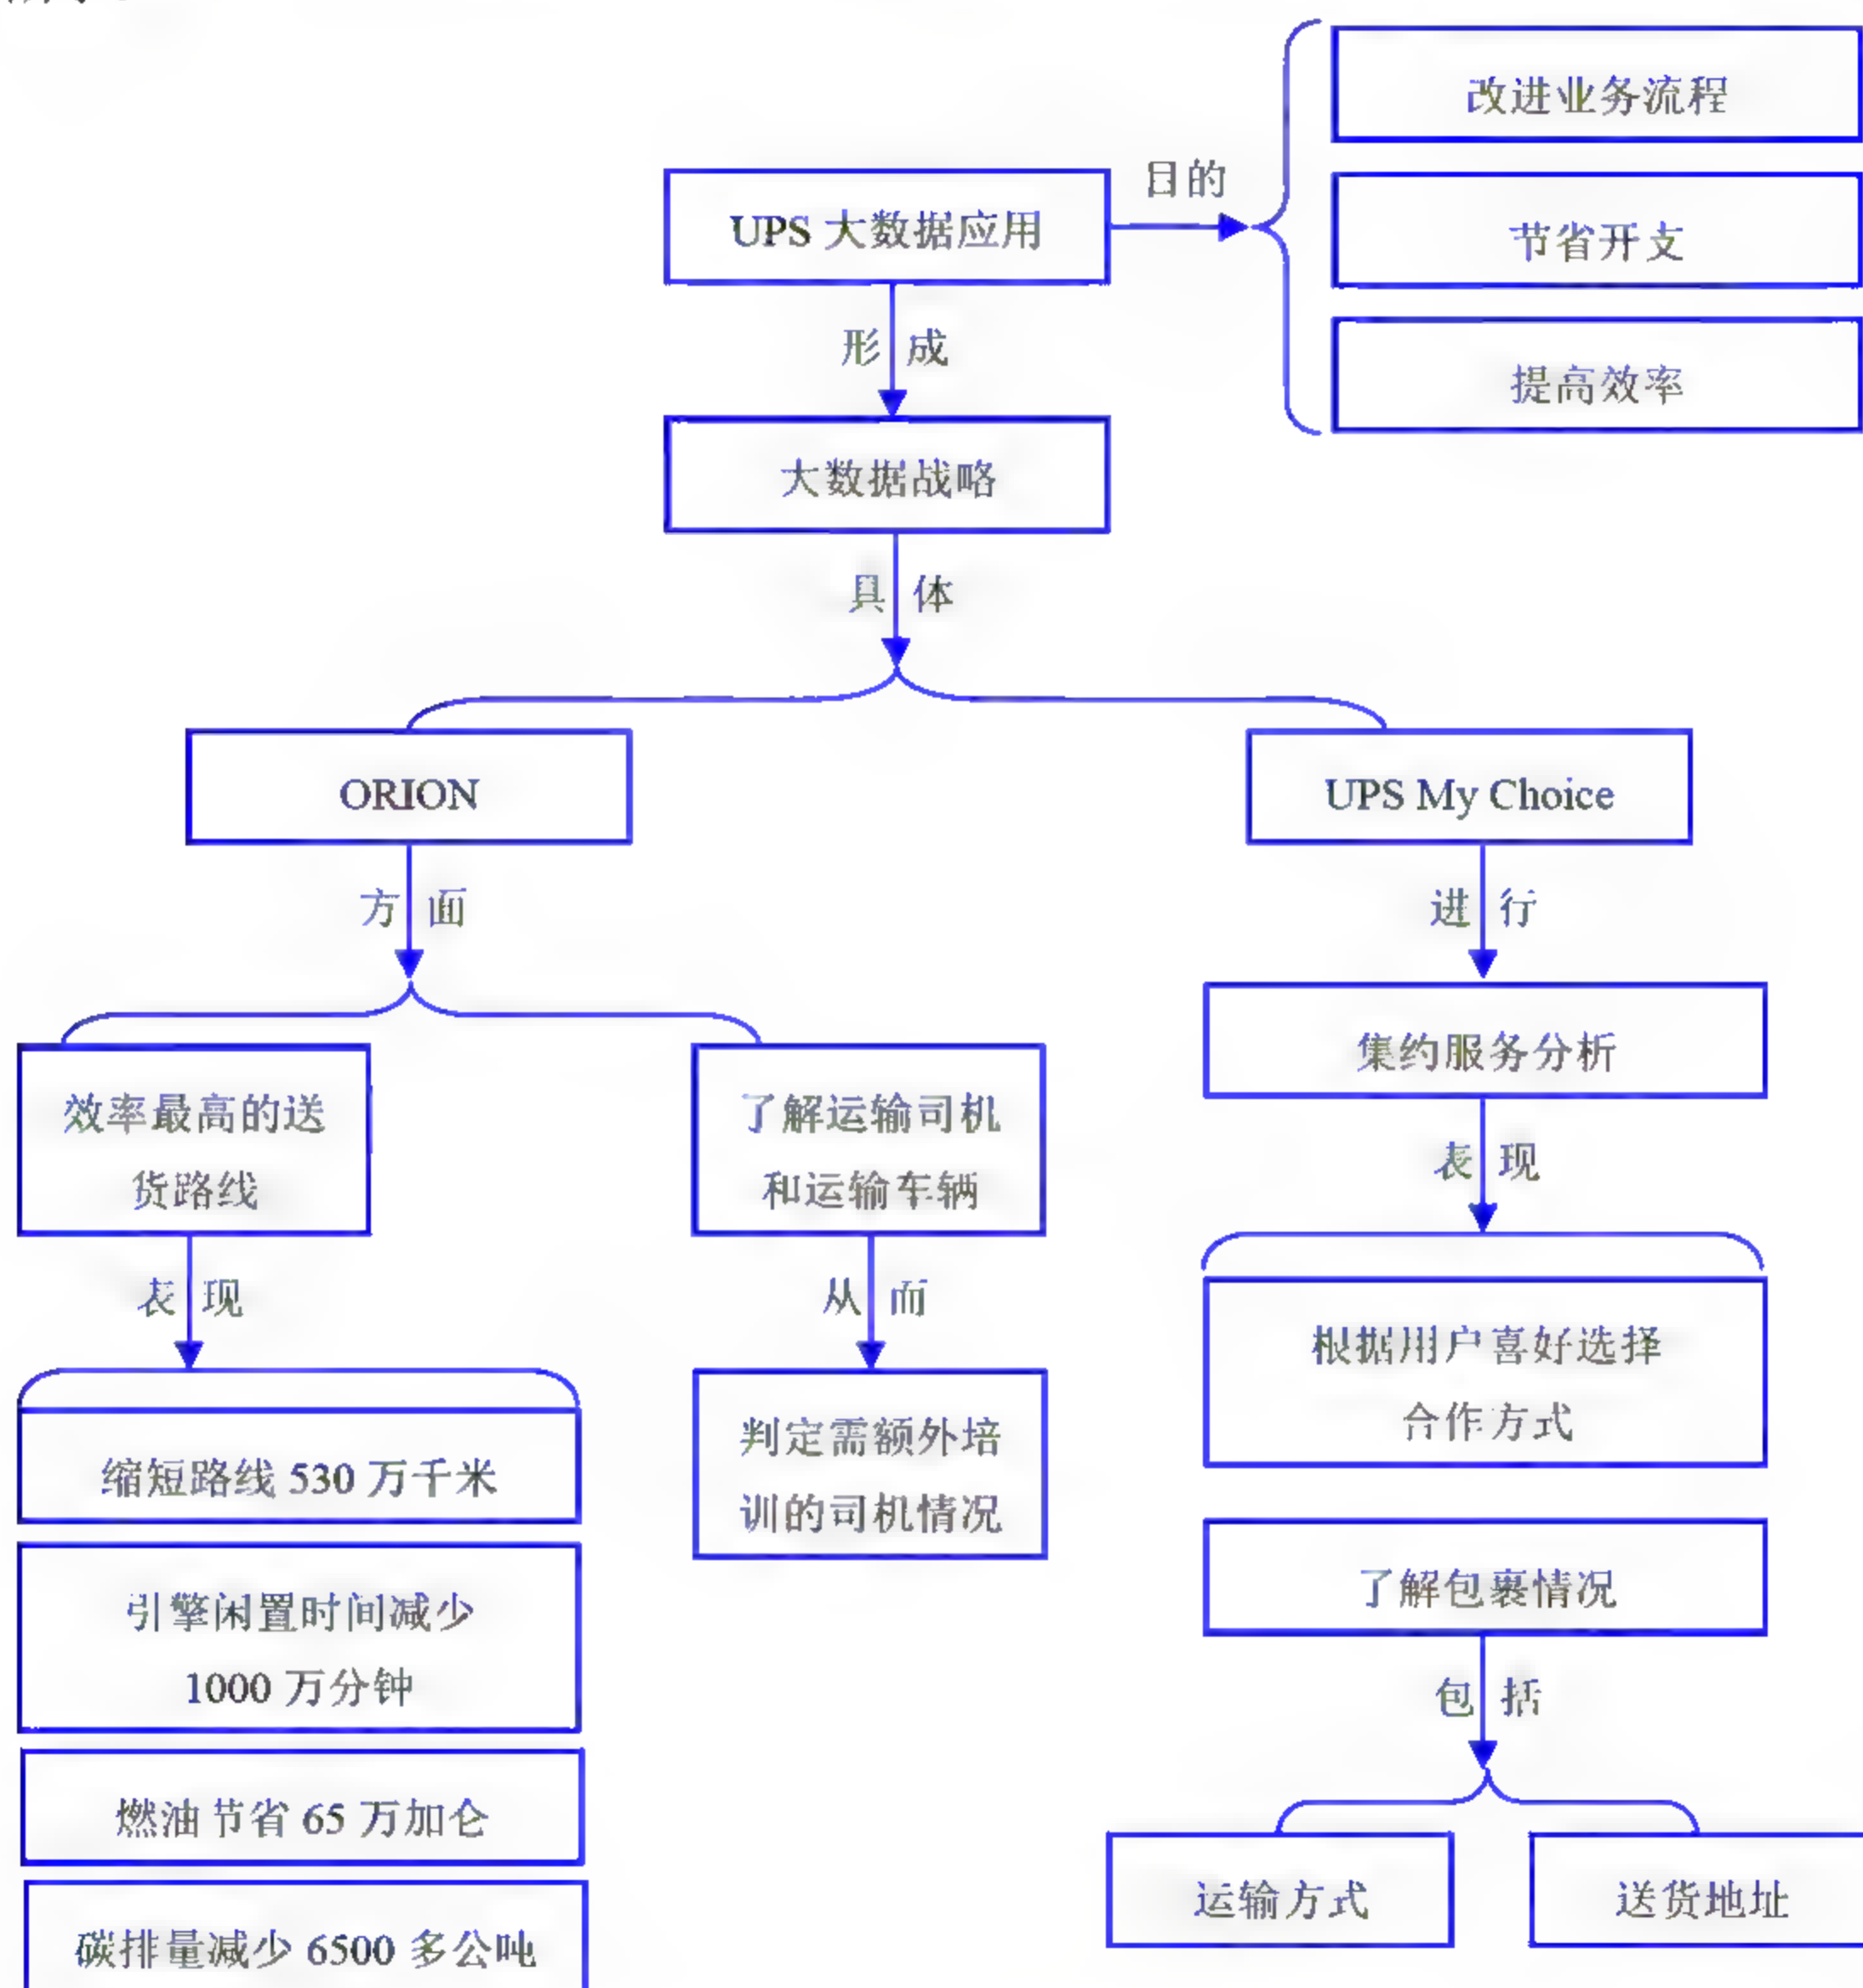 改进业务流程
目的
UPS 大数据应用
节省开支
形成
提高效率
大数据战略
具体
ORION
UPS My Choice
方面
进行
集约服务分析
效率最高的送
货路线
了解运输司机
和运输车辆
表现
表现
从而
根据用户喜好选择
合作方式
缩短路线 530 万千米
判定需额外培
训的司机情况
引擎闲置时间减少
1000 万分钟
了解包裹情况
包括
燃油节省 65 万加仑
运输方式
送货地址
碳排量减少 6500 多公吨